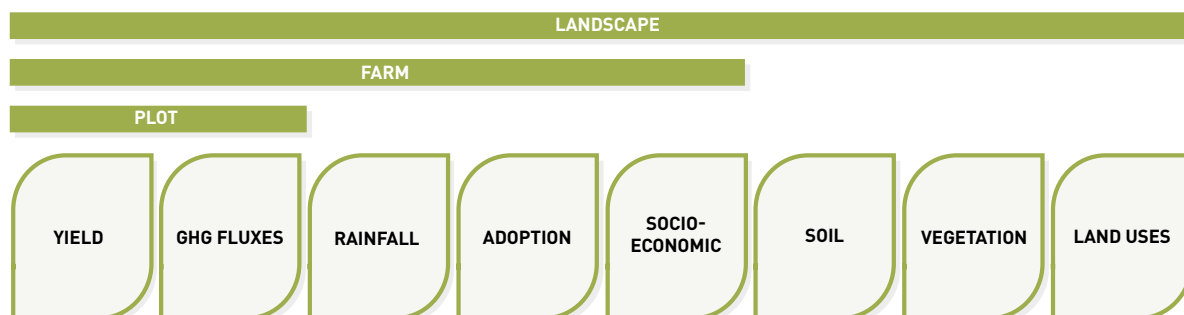 LANDSCAPE
FARM
PLOT
YIELD
GHG FLUXES
RAINFALL
ADOPTION
SOCIO-
ECONOMIC
SOIL
VEGETATION
LAND USES